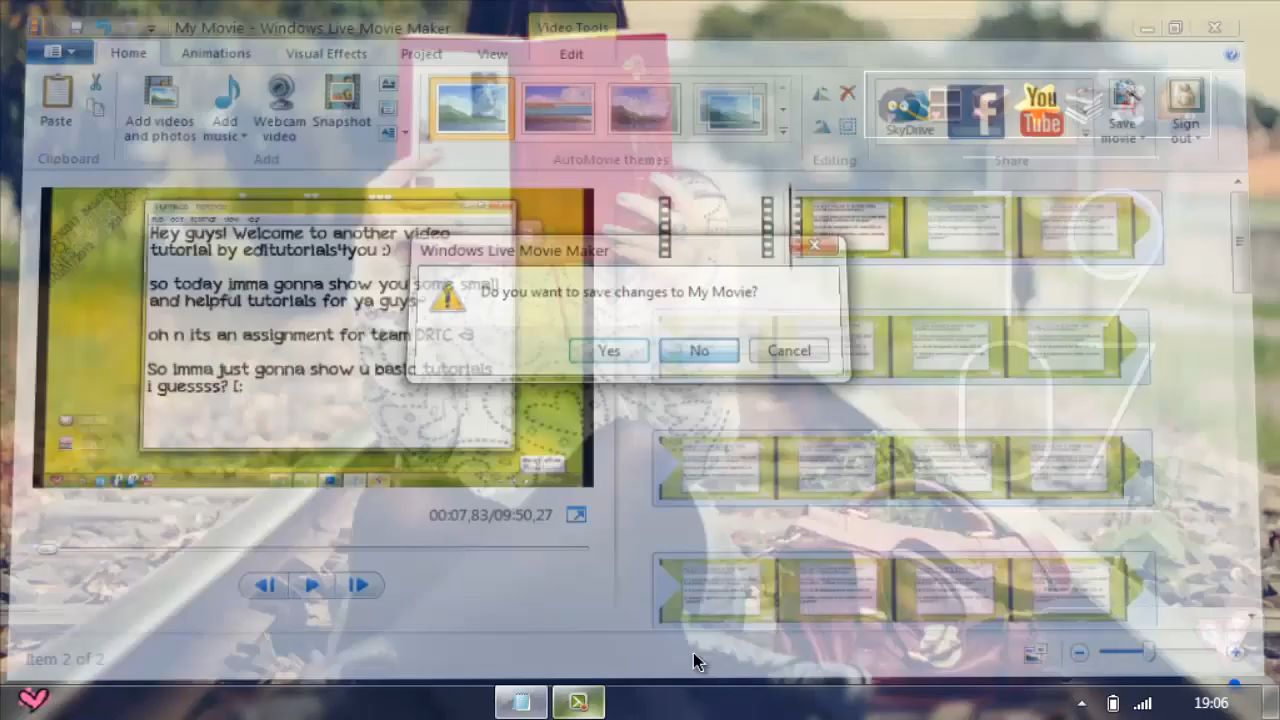 My Movie - Windows Live Movie Maker
Video Tools
Home
Animations
Visual Effects
Project
View
Edit
Paste
Add videos
and photos
Add
music
Webcam
video
Snapshot
SkyDrive
f
You
Tube
Save
movie
Sign
out
Clipboard
Add
AutoMovie themes
Editing
Share
Hey guys! Welcome to another video
tutorial by editutorials4you :)
so today imma gonna show you some small
and helpful tutorials for ya guys~
oh n its an assignment for team DRTC <3
So imma just gonna show u basic tutorials
i guessss? [:
Windows Live Movie Maker
Do you want to save changes to My Movie?
Yes
No
Cancel
19
07
00:07,83/09:50,27
Item 2 of 2
19:06